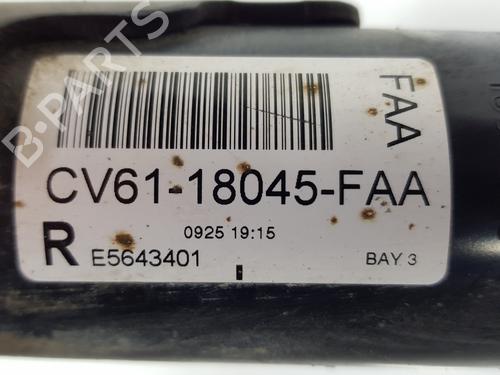 B-PARTS
FAA
CV61-18045-FAA
R E5643401
0925 19:15
BAY 3